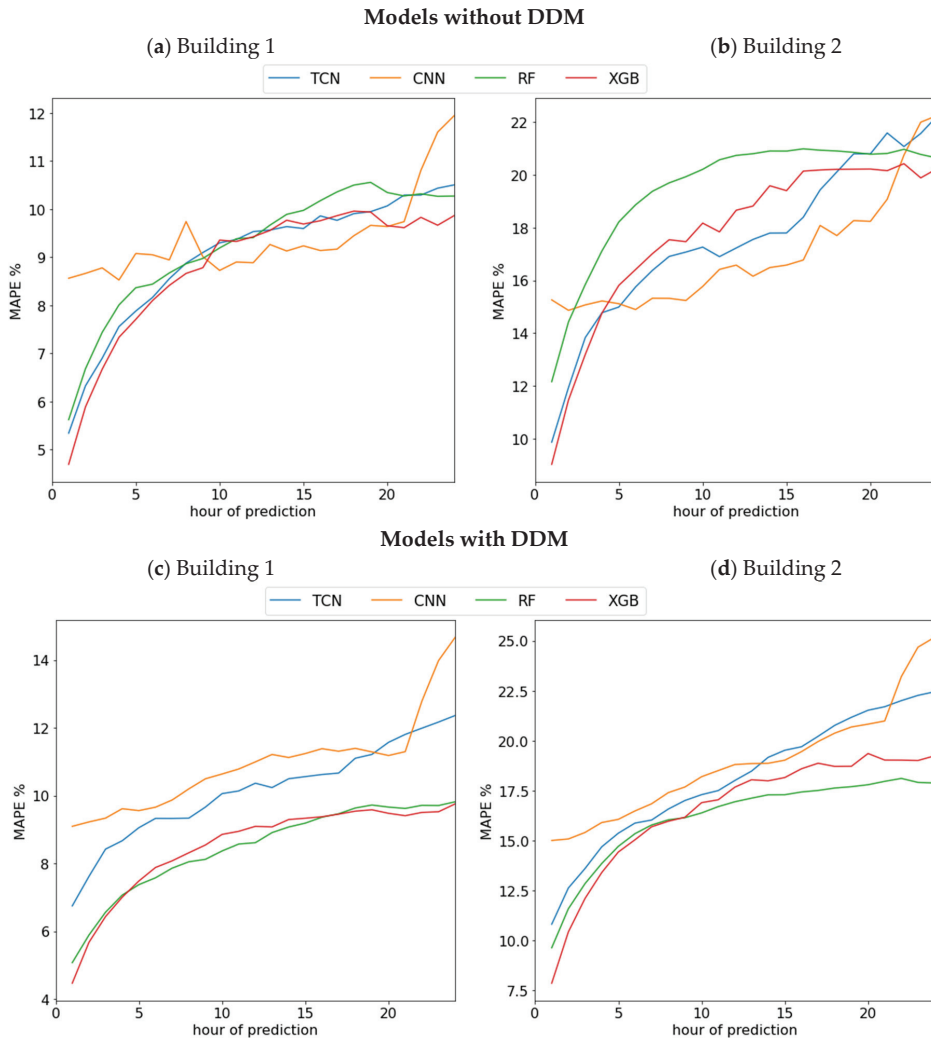 Models without DDM
(a) Building 1
(b) Building 2
TCN CNN RF XGB
12
11
10
9
8
7
6
5
MAPE %
0 5 10 15 20
hour of prediction
22
20
18
16
14
12
10
MAPE %
0 5 10 15 20
hour of prediction
Models with DDM
(c) Building 1
(d) Building 2
TCN CNN RF XGB
14
12
10
8
6
4
MAPE %
0 5 10 15 20
hour of prediction
25.0
22.5
20.0
17.5
15.0
12.5
10.0
7.5
MAPE %
0 5 10 15 20
hour of prediction